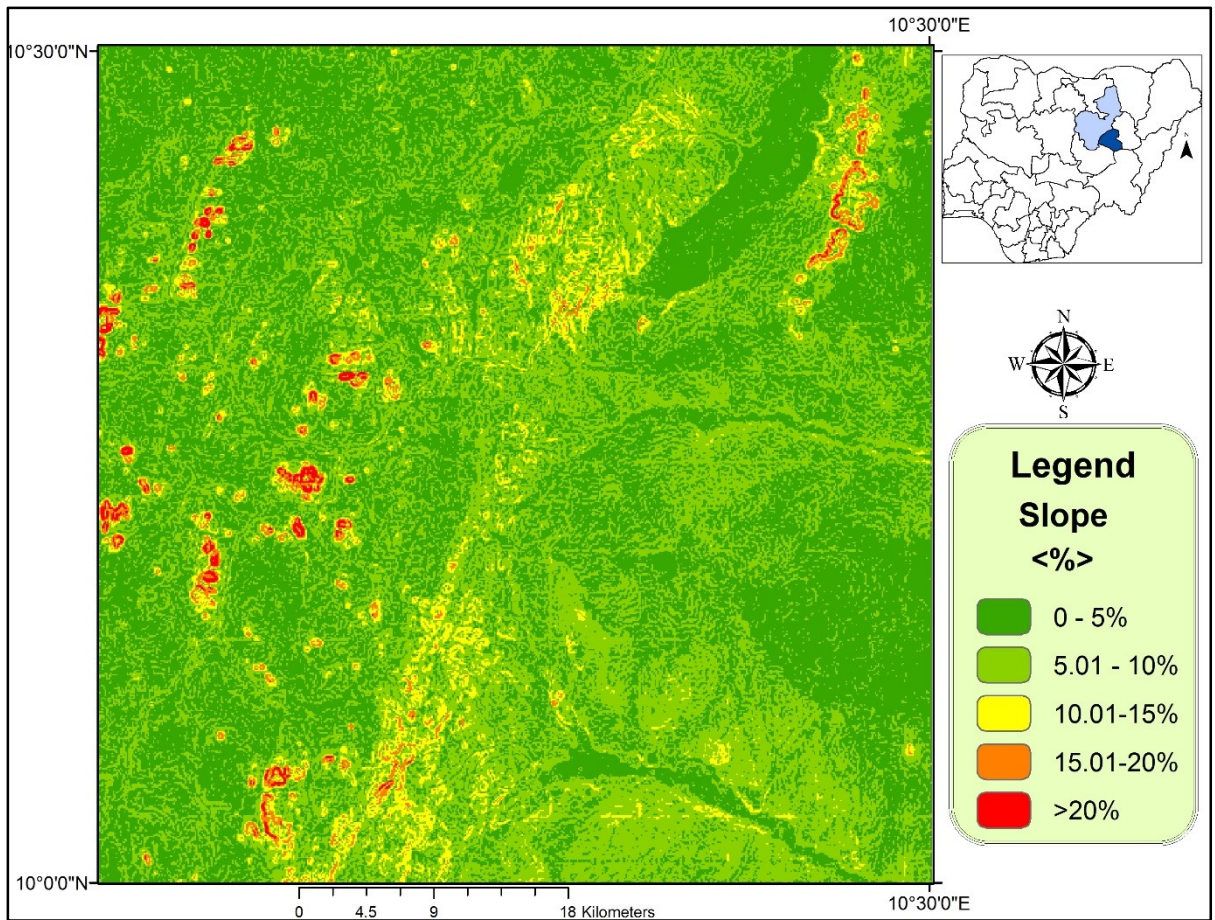 10°30'0"E
10°30'0"N
N
N
W
E
S
Legend
Slope
<%>
0 - 5%
5.01 - 10%
10.01-15%
15.01-20%
>20%
10°0'0"N
10°30'0"E
0 4.5 9 18 Kilometers